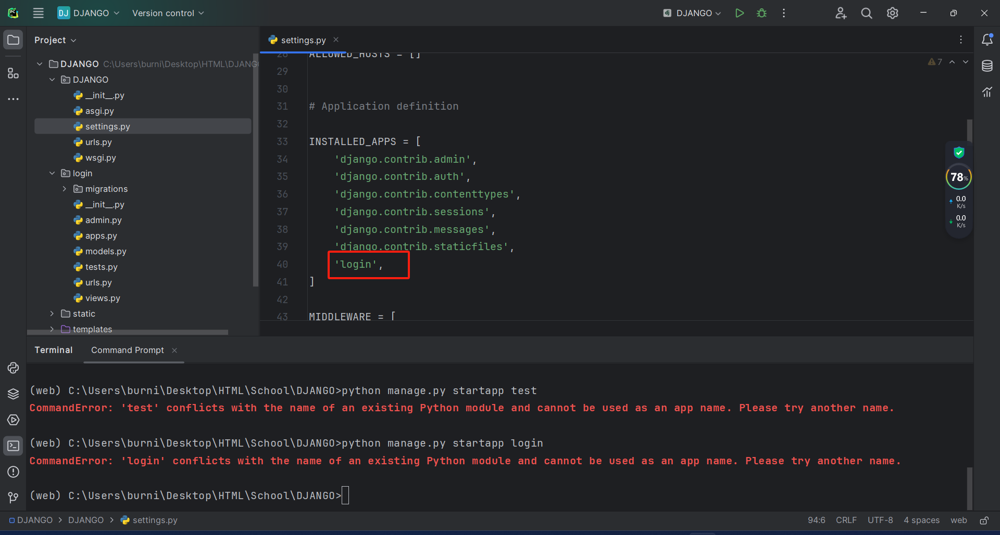 DJ DJANGO
Version control
DJANGO
Project
settings.py
DJANGO C:\Users\burni\Desktop\HTML\DJANG
DJANGO
__init__.py
asgi.py
settings.py
urls.py
wsgi.py
login
migrations
__init__.py
admin.py
apps.py
models.py
tests.py
urls.py
views.py
static
templates
28 ALLOWED_HOSTS = []
29
30
31 # Application definition
32
33 INSTALLED_APPS = [
34 'django.contrib.admin',
35 'django.contrib.auth',
36 'django.contrib.contenttypes',
37 'django.contrib.sessions',
38 'django.contrib.messages',
39 'django.contrib.staticfiles',
40 'login',
41 ]
42
43 MIDDLEWARE = [
7
78%
0.0
K/s
0.0
K/s
Terminal
Command Prompt
(web) C:\Users\burni\Desktop\HTML\School\DJANGO>python manage.py startapp test
CommandError: 'test' conflicts with the name of an existing Python module and cannot be used as an app name. Please try another name.
(web) C:\Users\burni\Desktop\HTML\School\DJANGO>python manage.py startapp login
CommandError: 'login' conflicts with the name of an existing Python module and cannot be used as an app name. Please try another name.
(web) C:\Users\burni\Desktop\HTML\School\DJANGO>
DJANGO > DJANGO > settings.py
94:6 CRLF UTF-8 4 spaces web